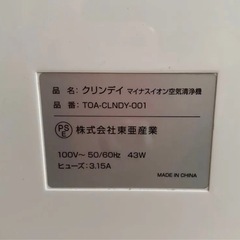 品 名：クリンデイ マイナスイオン空気清浄機
品 番：TOA-CLNDY-001
PSE 株式会社東亜産業
100V～ 50/60Hz 43W
ヒューズ：3.15A
MADE IN CHINA